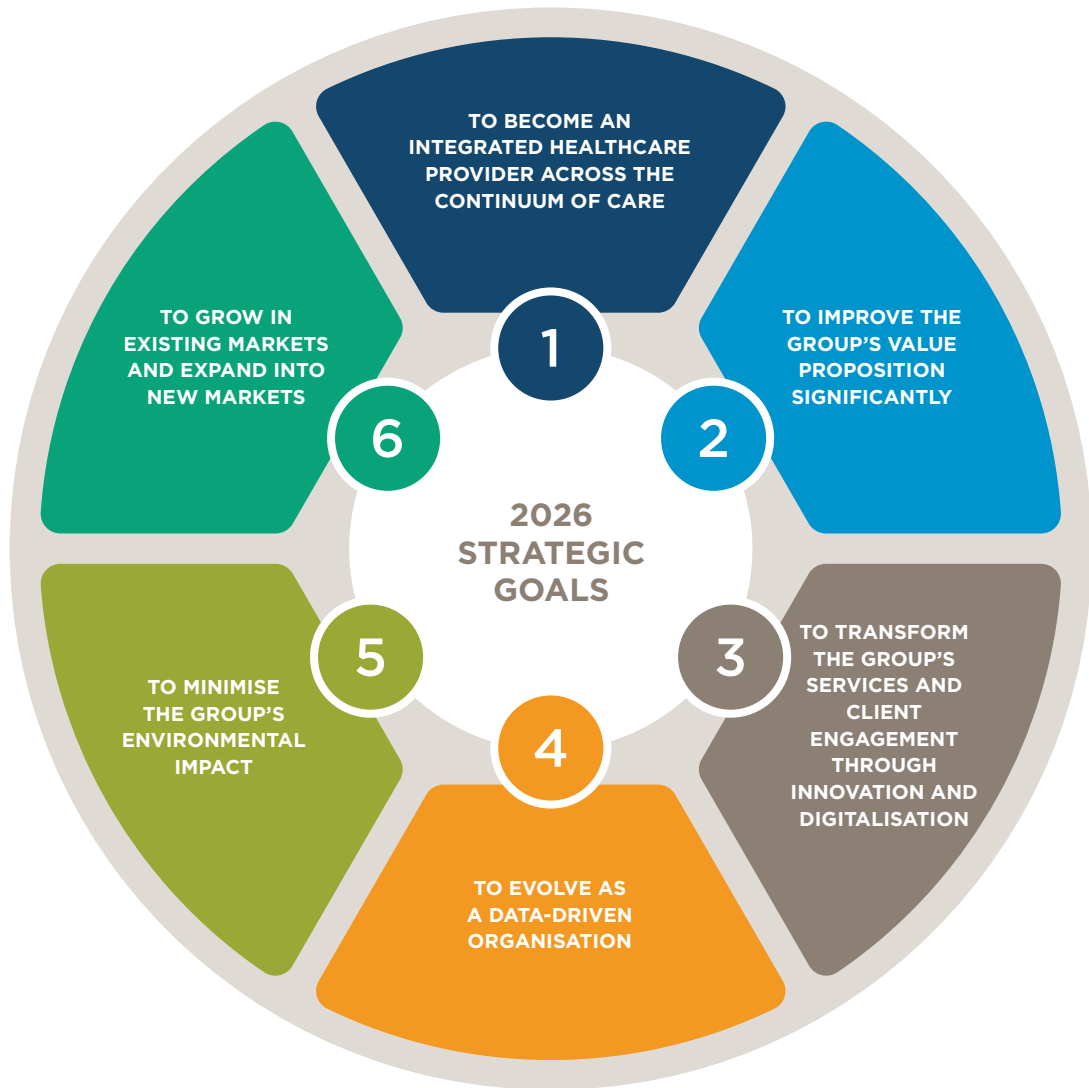 TO BECOME AN
INTEGRATED HEALTHCARE
PROVIDER ACROSS THE
CONTINUUM OF CARE
1
TO IMPROVE THE
GROUP'S VALUE
PROPOSITION
SIGNIFICANTLY
2
TO TRANSFORM
THE GROUP'S
SERVICES AND
CLIENT
ENGAGEMENT
THROUGH
INNOVATION AND
DIGITALISATION
3
TO EVOLVE AS
A DATA-DRIVEN
ORGANISATION
4
TO MINIMISE
THE GROUP'S
ENVIRONMENTAL
IMPACT
5
TO GROW IN
EXISTING MARKETS
AND EXPAND INTO
NEW MARKETS
6
2026
STRATEGIC
GOALS